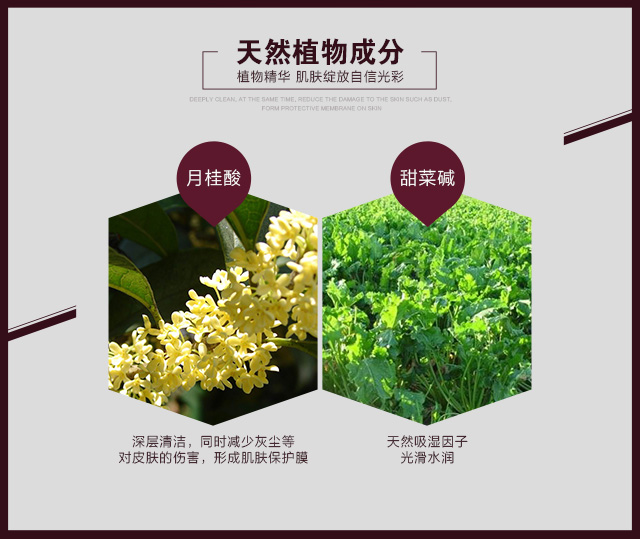 天然植物成分
植物精华 肌肤绽放自信光彩
DEEPLY CLEAN, AT THE SAME TIME, REDUCE THE DAMAGE TO THE SKIN SUCH AS DUST,
FORM PROTECTIVE MEMBRANE ON SKIN
月桂酸
甜菜碱
深层清洁，同时减少灰尘等
对皮肤的伤害，形成肌肤保护膜
天然吸湿因子
光滑水润